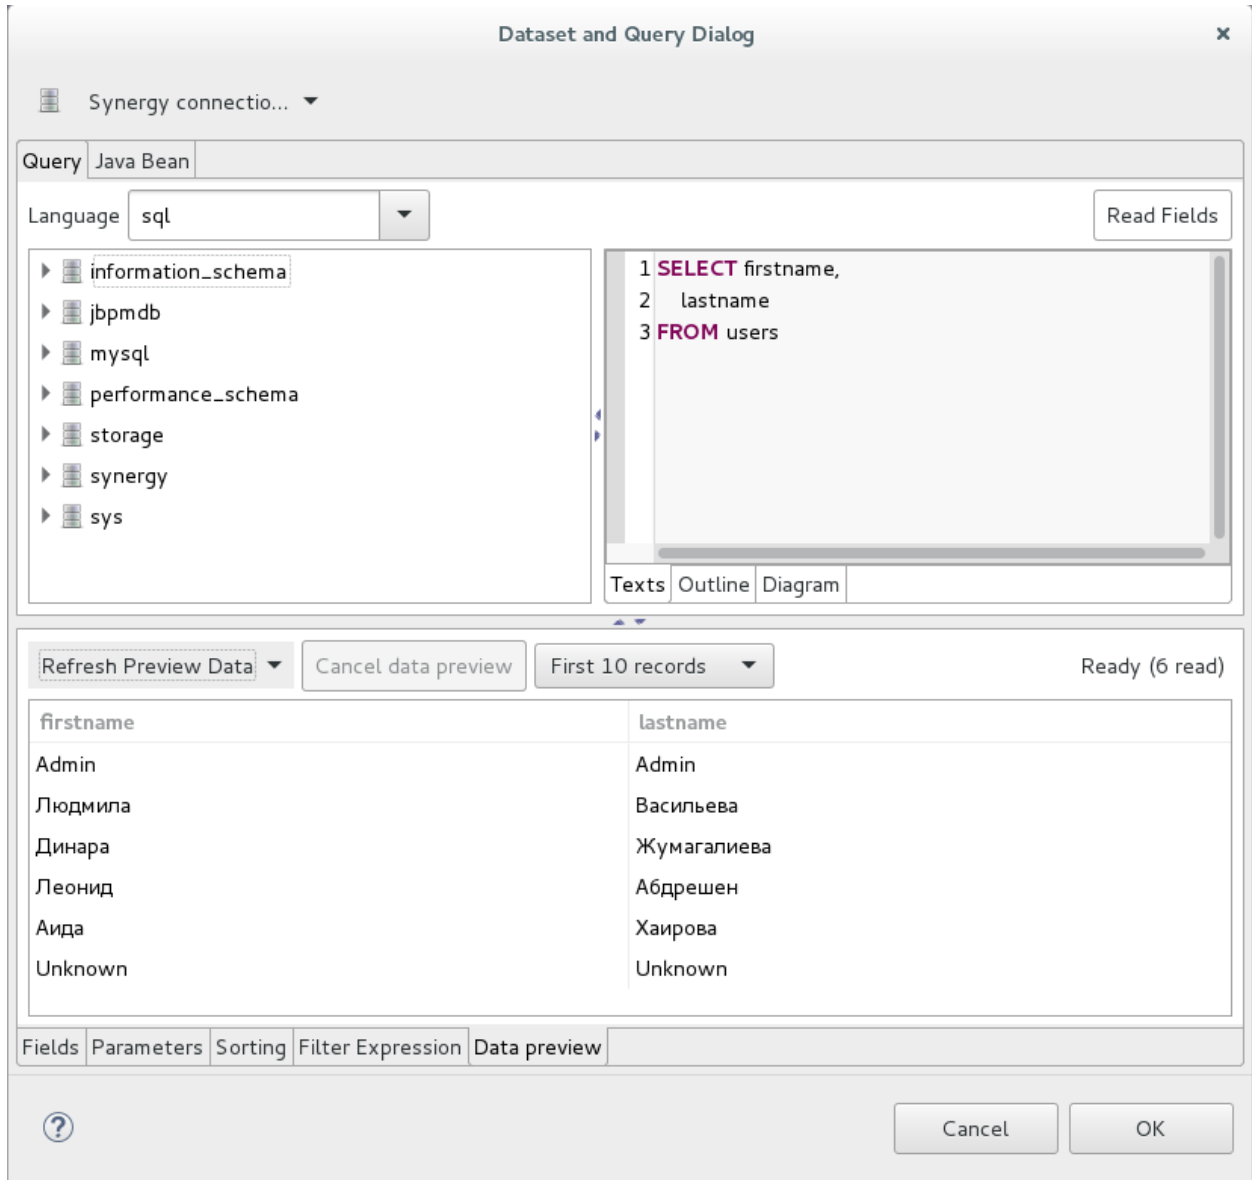 Dataset and Query Dialog
Synergy connectio...
Query Java Bean
Language sql Read Fields
information_schema
jbpmdb
mysql
performance_schema
storage
synergy
sys
1 SELECT firstname,
2 lastname
3 FROM users
Texts Outline Diagram
Refresh Preview Data Cancel data preview First 10 records Ready (6 read)
firstname lastname
Admin Admin
Людмила Васильева
Динара Жумагалиева
Леонид Абдрешен
Аида Хаирова
Unknown Unknown
Fields Parameters Sorting Filter Expression Data preview
? Cancel OK